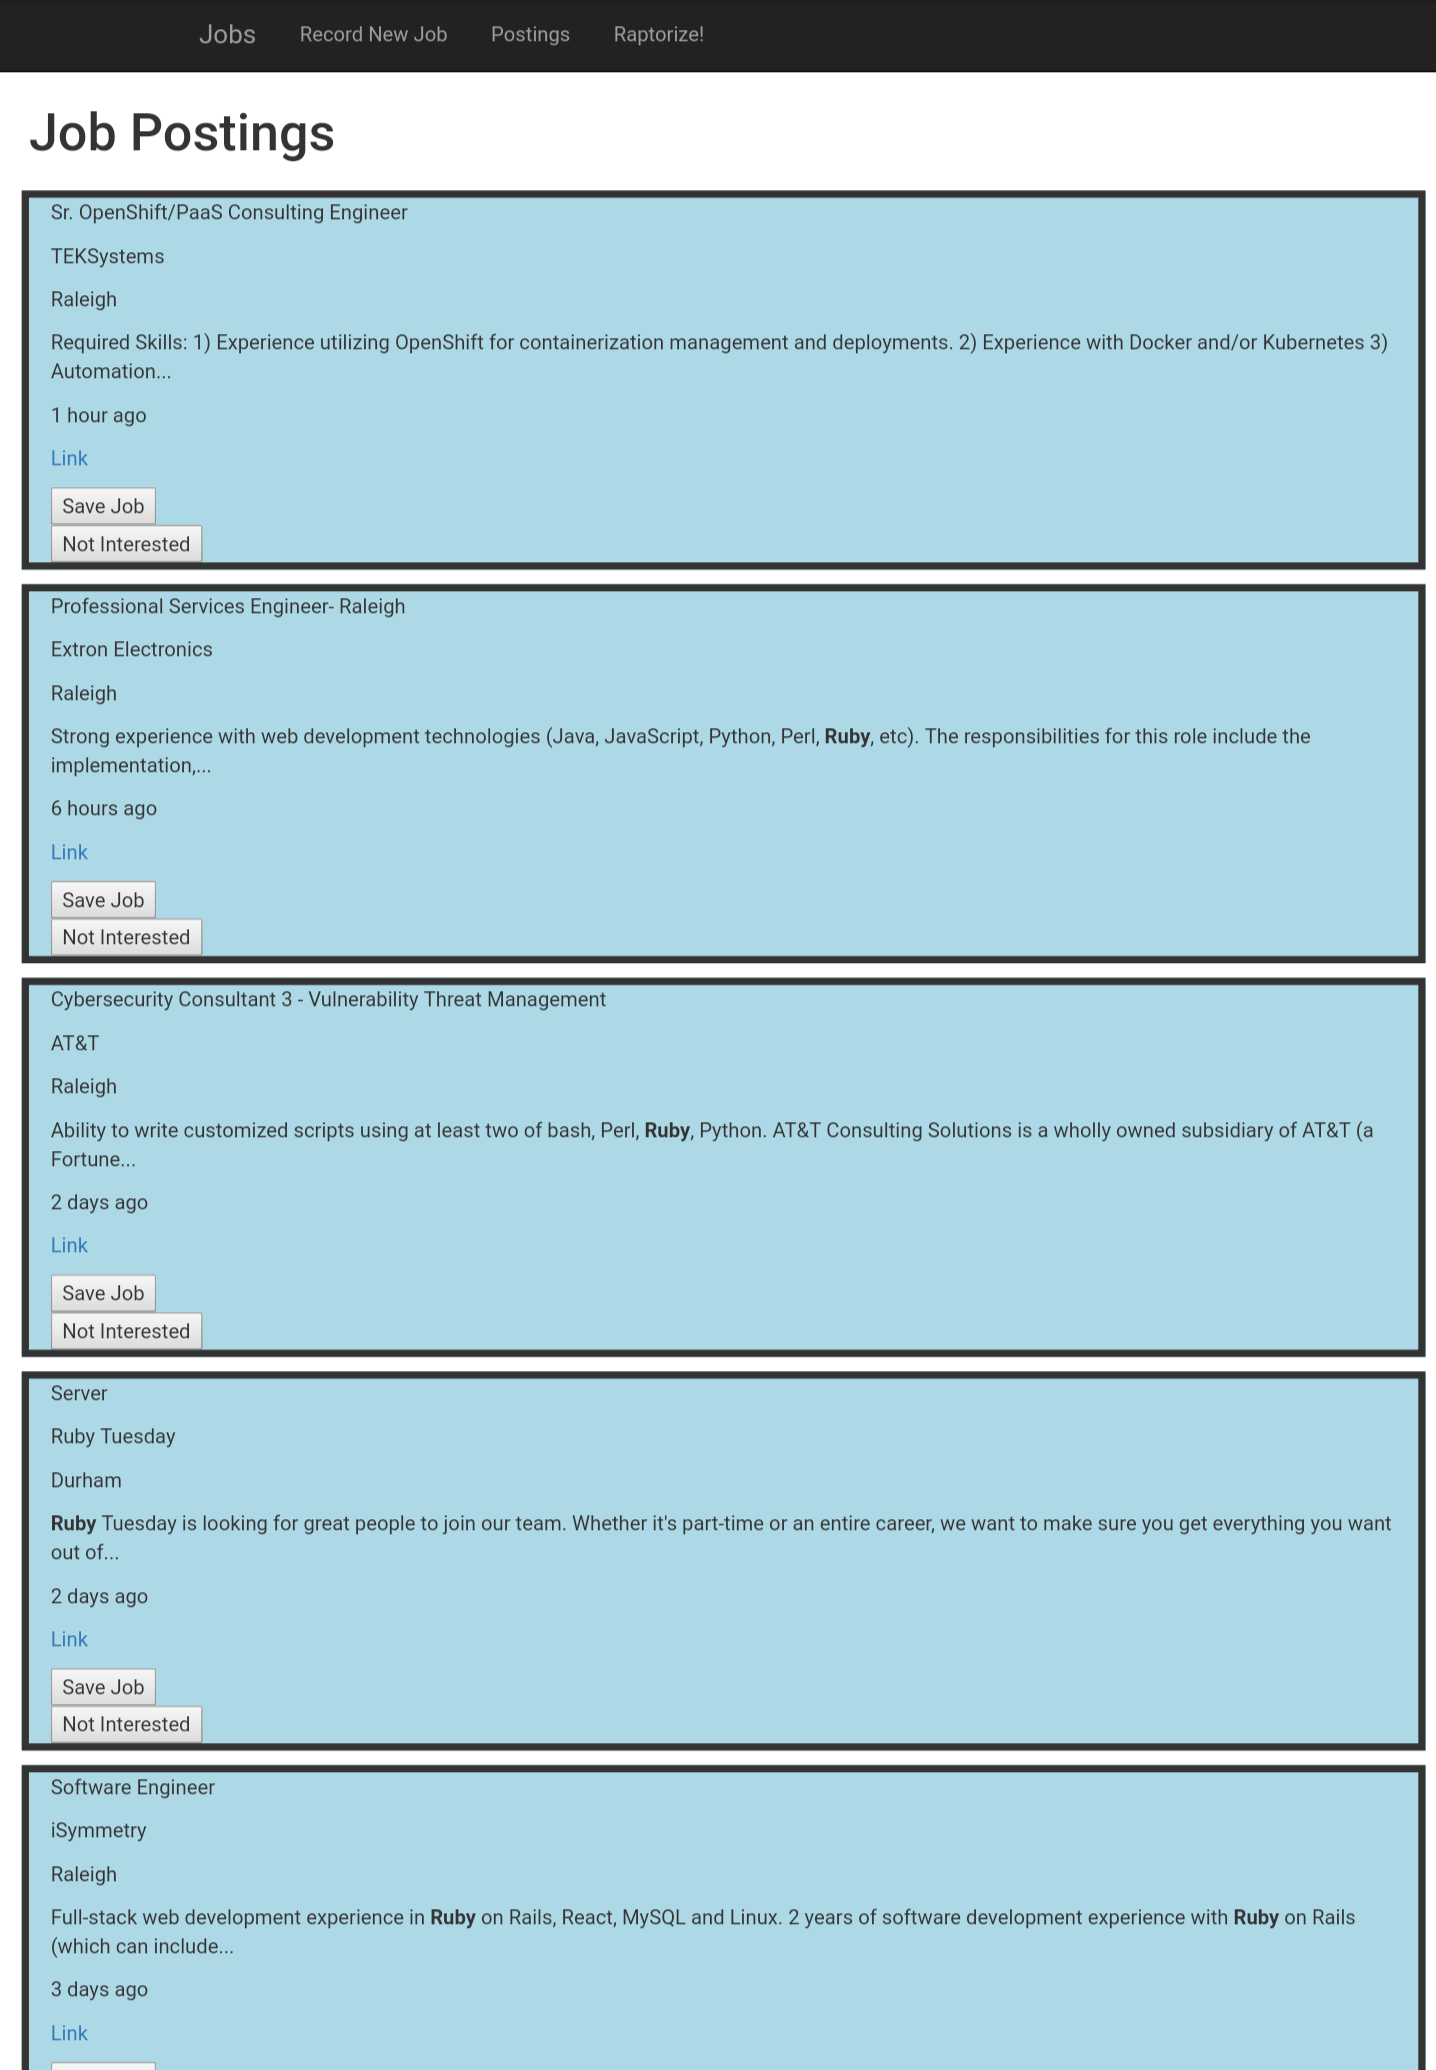 Jobs Record New Job Postings Raptorize!
Job Postings
Sr. OpenShift/PaaS Consulting Engineer
TEKSystems
Raleigh
Required Skills: 1) Experience utilizing OpenShift for containerization management and deployments. 2) Experience with Docker and/or Kubernetes 3)
Automation...
1 hour ago
Link
Save Job
Not Interested
Professional Services Engineer- Raleigh
Extron Electronics
Raleigh
Strong experience with web development technologies (Java, JavaScript, Python, Perl, Ruby, etc). The responsibilities for this role include the
implementation,...
6 hours ago
Link
Save Job
Not Interested
Cybersecurity Consultant 3 - Vulnerability Threat Management
AT&T
Raleigh
Ability to write customized scripts using at least two of bash, Perl, Ruby, Python. AT&T Consulting Solutions is a wholly owned subsidiary of AT&T (a
Fortune...
2 days ago
Link
Save Job
Not Interested
Server
Ruby Tuesday
Durham
Ruby Tuesday is looking for great people to join our team. Whether it's part-time or an entire career, we want to make sure you get everything you want
out of...
2 days ago
Link
Save Job
Not Interested
Software Engineer
iSymmetry
Raleigh
Full-stack web development experience in Ruby on Rails, React, MySQL and Linux. 2 years of software development experience with Ruby on Rails
(which can include...
3 days ago
Link